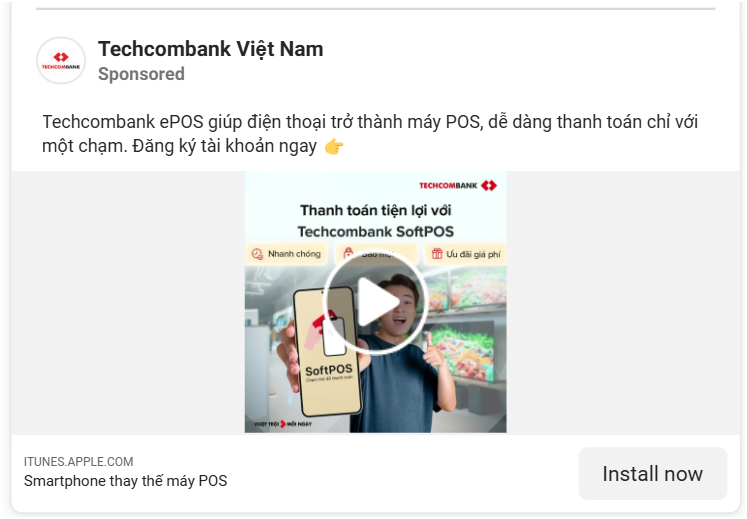 TECHCOMBANK
Techcombank Việt Nam
Sponsored
Techcombank ePOS giúp điện thoại trở thành máy POS, dễ dàng thanh toán chỉ với
một chạm. Đăng ký tài khoản ngay 👉
TECHCOMBANK
Thanh toán tiện lợi với
Techcombank SoftPOS
Nhanh chóng
Ưu đãi giá phí
SoftPOS
Chạm nhẹ để thanh toán
VƯỢT TRỘI MỖI NGÀY
ITUNES.APPLE.COM
Smartphone thay thế máy POS
Install now